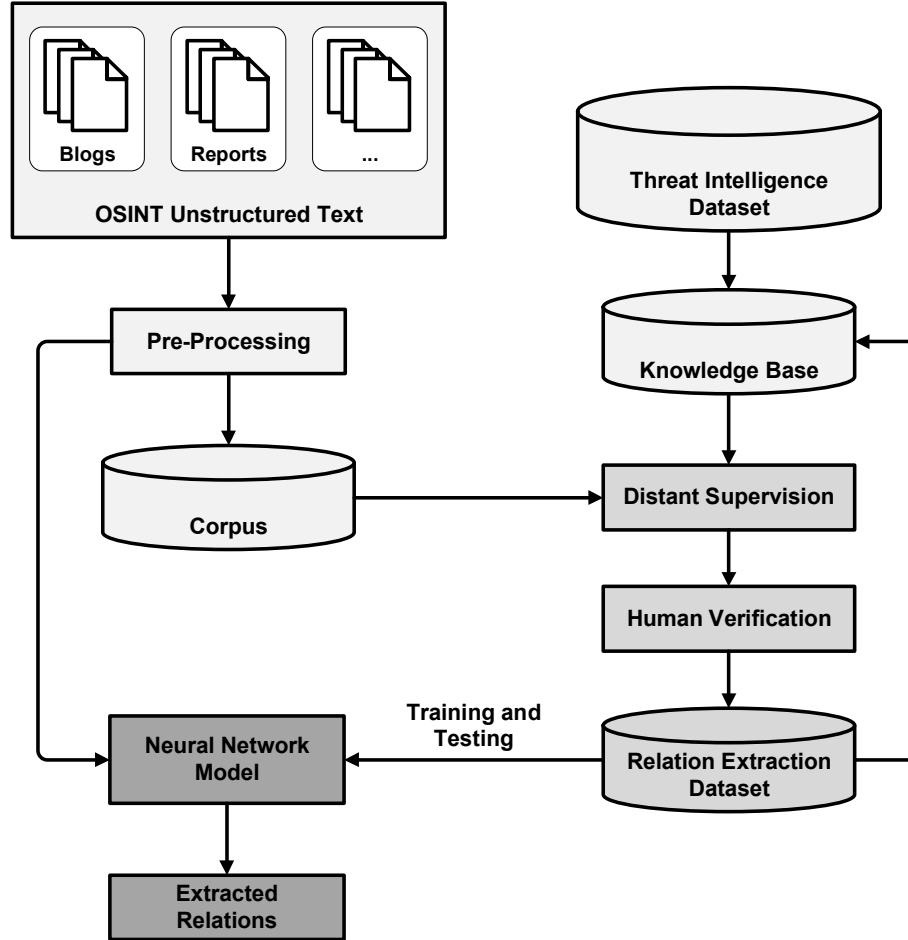 Blogs
Reports
...
OSINT Unstructured Text
Threat Intelligence
Dataset
Pre-Processing
Knowledge Base
Corpus
Distant Supervision
Human Verification
Training and
Testing
Neural Network
Model
Relation Extraction
Dataset
Extracted
Relations